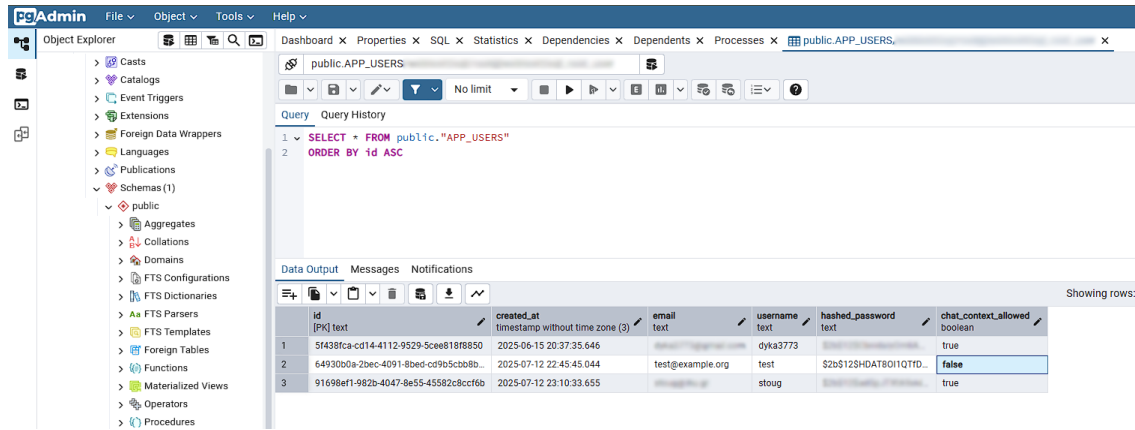 pgAdmin File Object Tools Help
Object Explorer
Dashboard Properties SQL Statistics Dependencies Dependents Processes public.APP_USERS
public.APP_USERS
No limit
Query Query History
1 SELECT * FROM public."APP_USERS"
2 ORDER BY id ASC
Casts
Catalogs
Event Triggers
Extensions
Foreign Data Wrappers
Languages
Publications
Schemas (1)
public
Aggregates
Collations
Domains
FTS Configurations
FTS Dictionaries
Aa FTS Parsers
FTS Templates
Foreign Tables
Functions
Materialized Views
Operators
Procedures
Data Output Messages Notifications
Showing rows:
id created_at email username hashed_password chat_context_allowed
[PK] text timestamp without time zone (3) text text text boolean
1 5f438fca-cd14-4112-9529-5cee818f8850 2025-06-15 20:37:35.646 dyka3773 true
2 64930b0a-2bec-4091-8bed-cd9b5cbb8b... 2025-07-12 22:45:45.044 test@example.org test $2b$12$HDAT8OI1QTfD... false
3 91698ef1-982b-4047-8e55-45582c8ccf6b 2025-07-12 23:10:33.655 stoug true